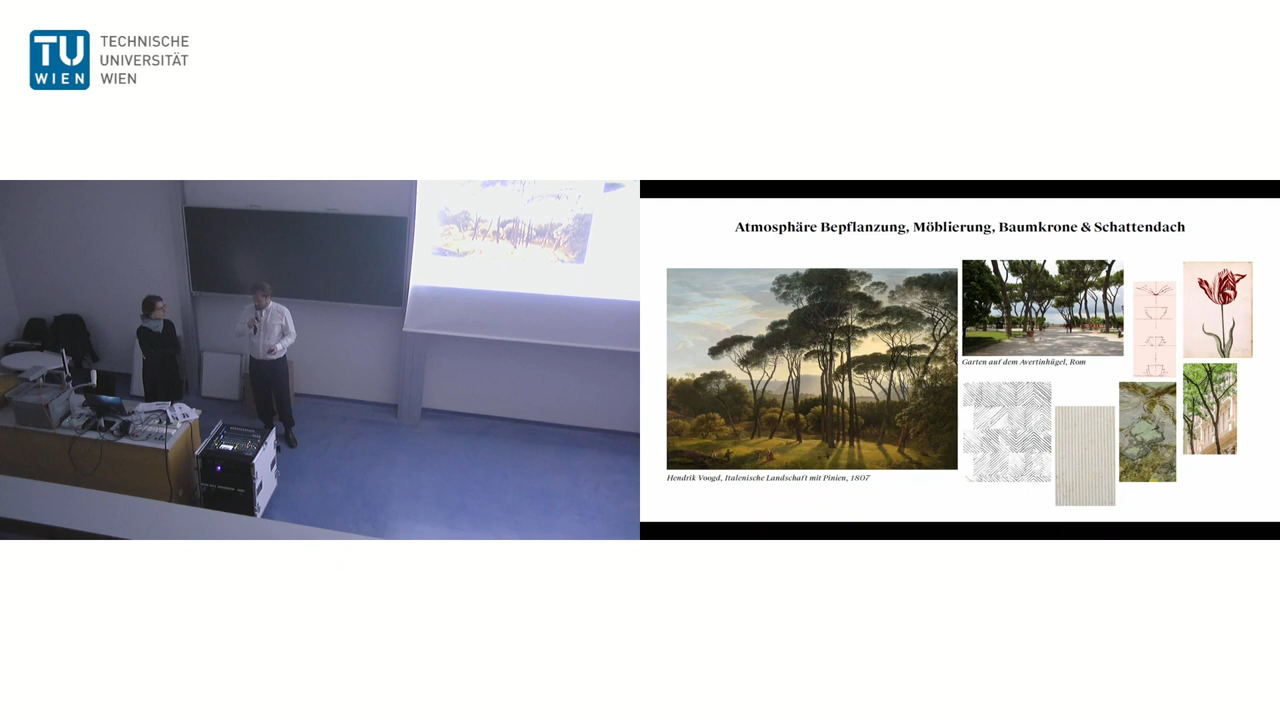 TU
WIEN
TECHNISCHE
UNIVERSITÄT
WIEN
Atmosphäre Bepflanzung, Möblierung, Baumkrone & Schattendach
Garten auf dem Avertinhügel, Rom
Hendrik Voogd, Italenische Landschaft mit Pinien, 1807